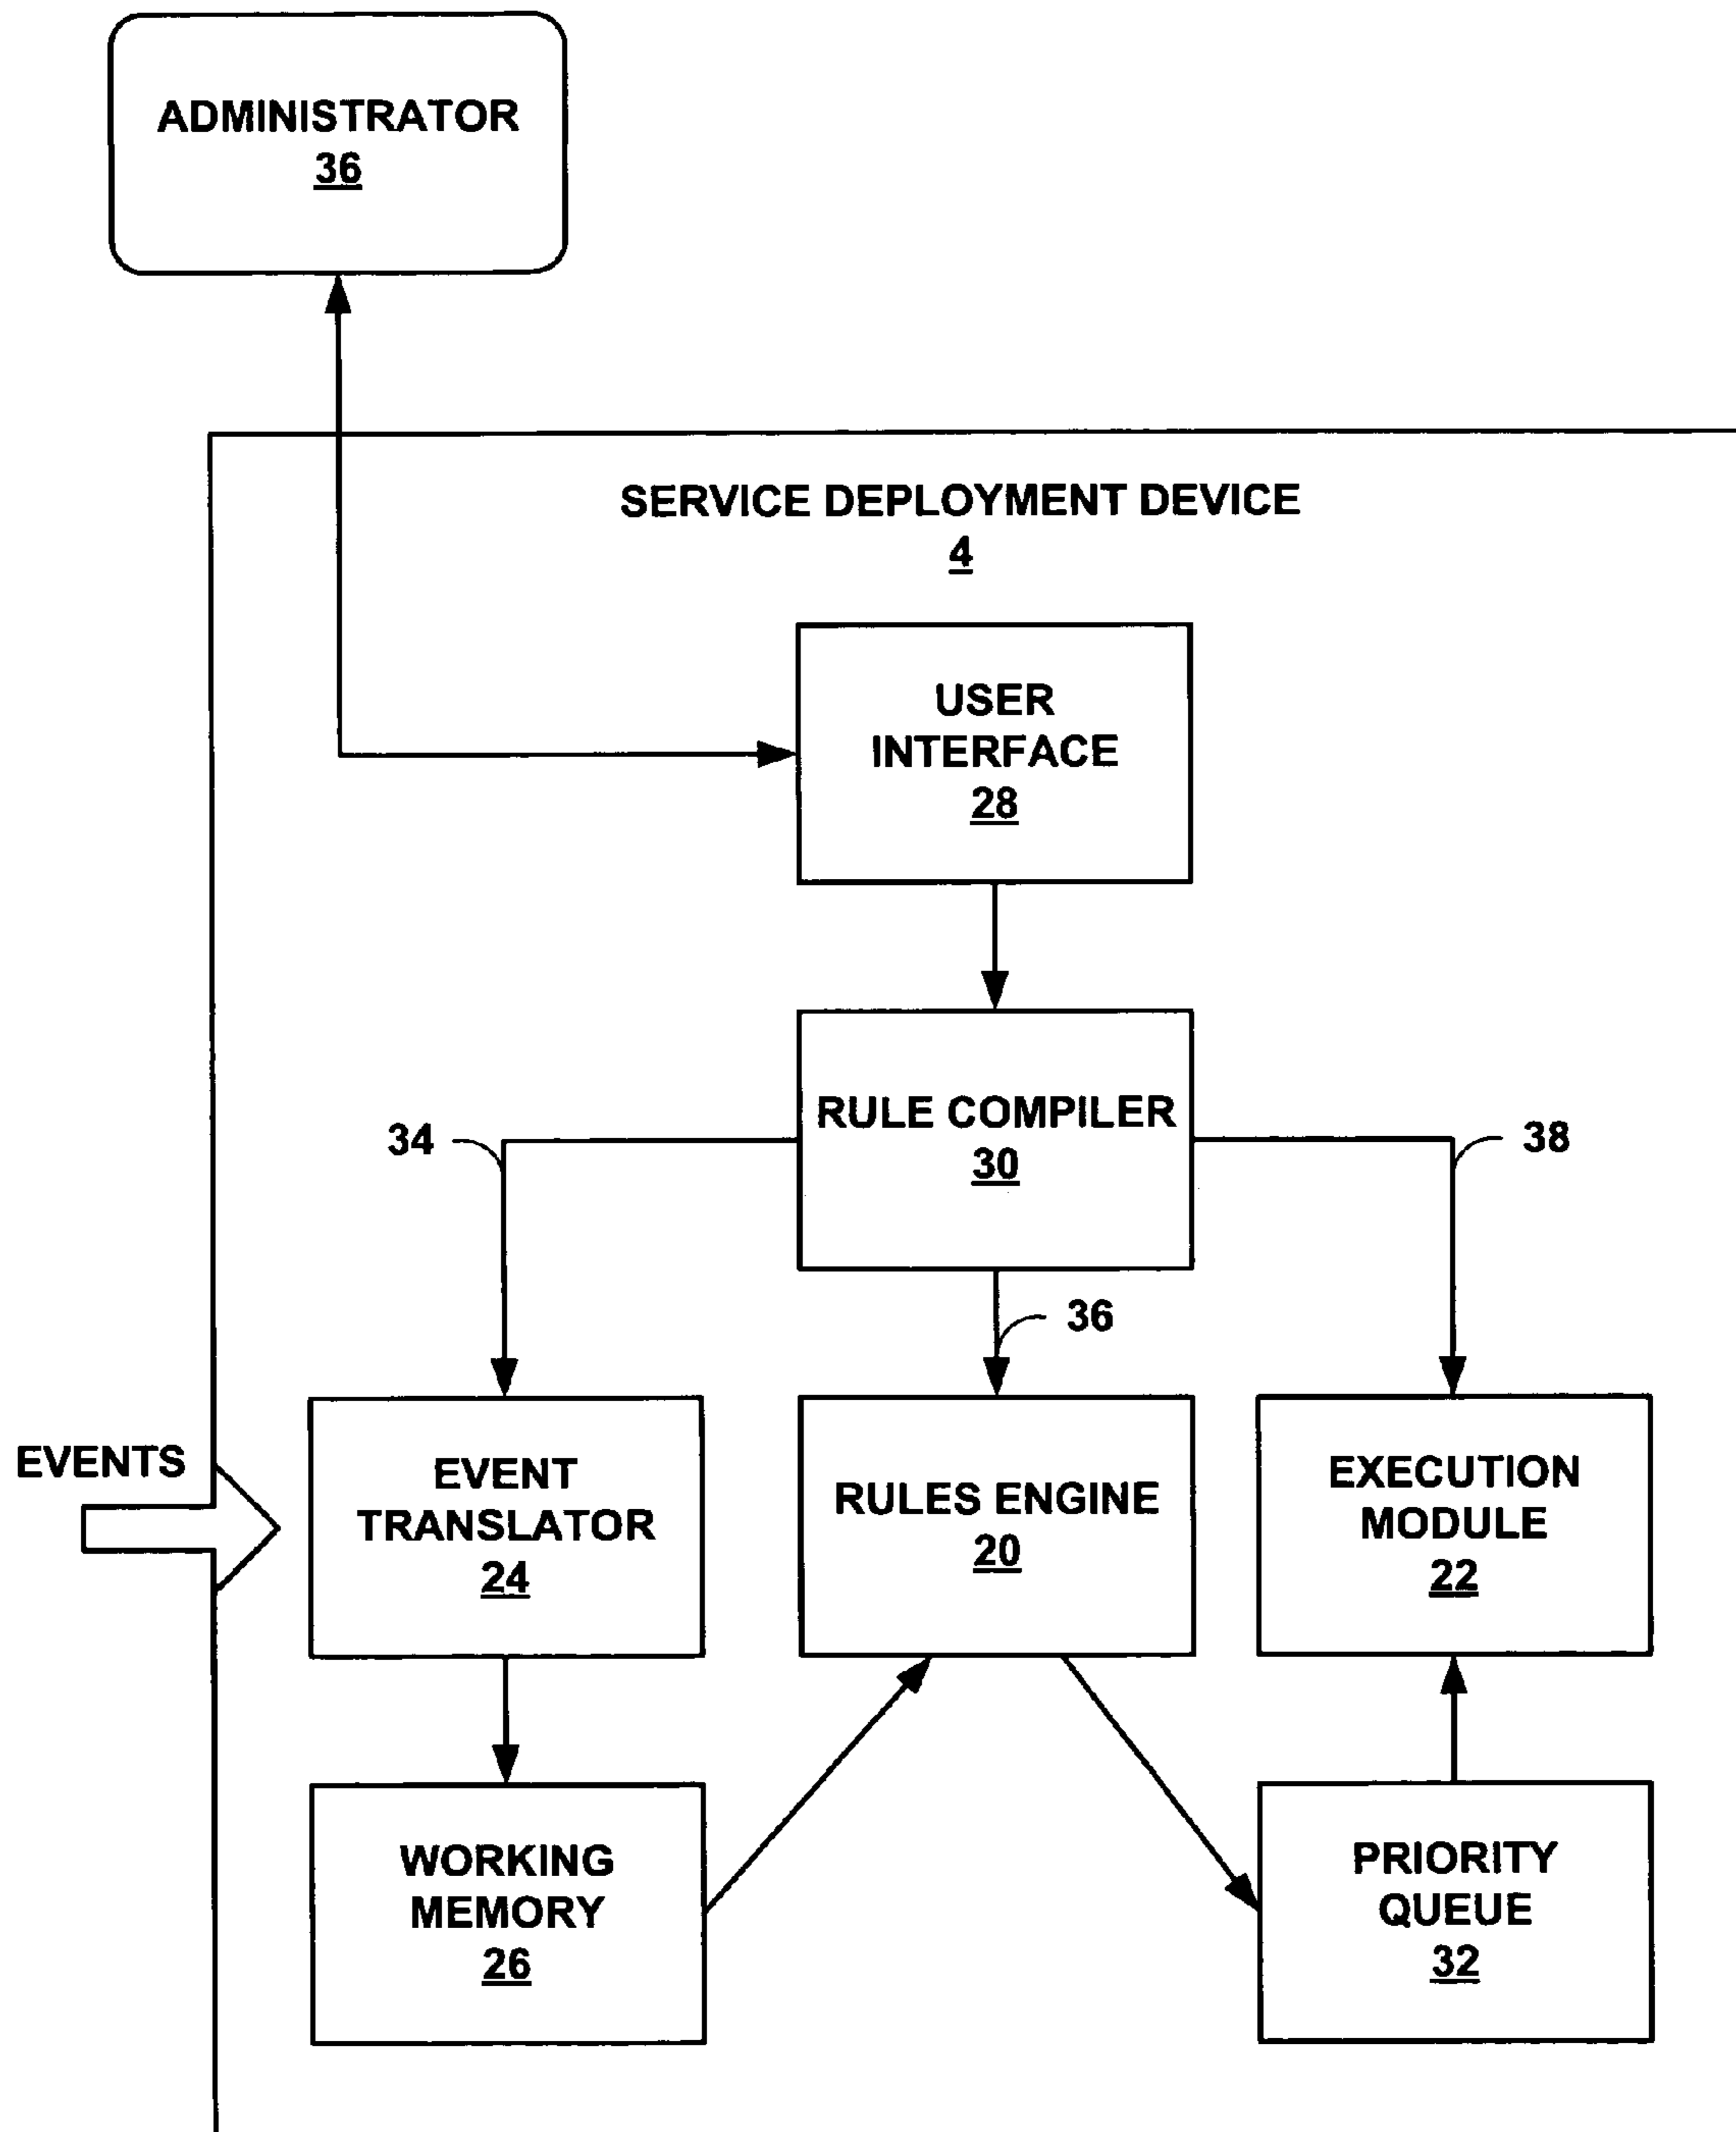 ADMINISTRATOR
36
SERVICE DEPLOYMENT DEVICE
4
USER
INTERFACE
28
RULE COMPILER
30
34
38
36
EVENTS
EVENT
TRANSLATOR
24
RULES ENGINE
20
EXECUTION
MODULE
22
WORKING
MEMORY
26
PRIORITY
QUEUE
32